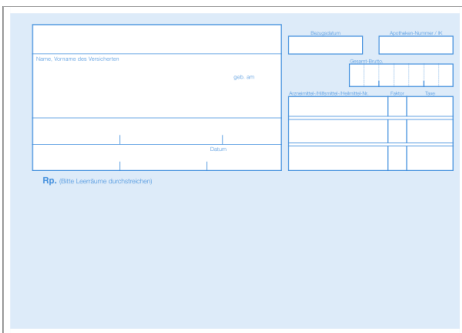 Bezugsdatum
Apotheken-Nummer / IK
Name, Vorname des Versicherten
Gesamt-Brutto
geb. am
Arzneimittel-/Hilfsmittel-/Heilmittel-Nr.
Faktor
Taxe
Datum
Rp. (Bitte Leerräume durchstreichen)